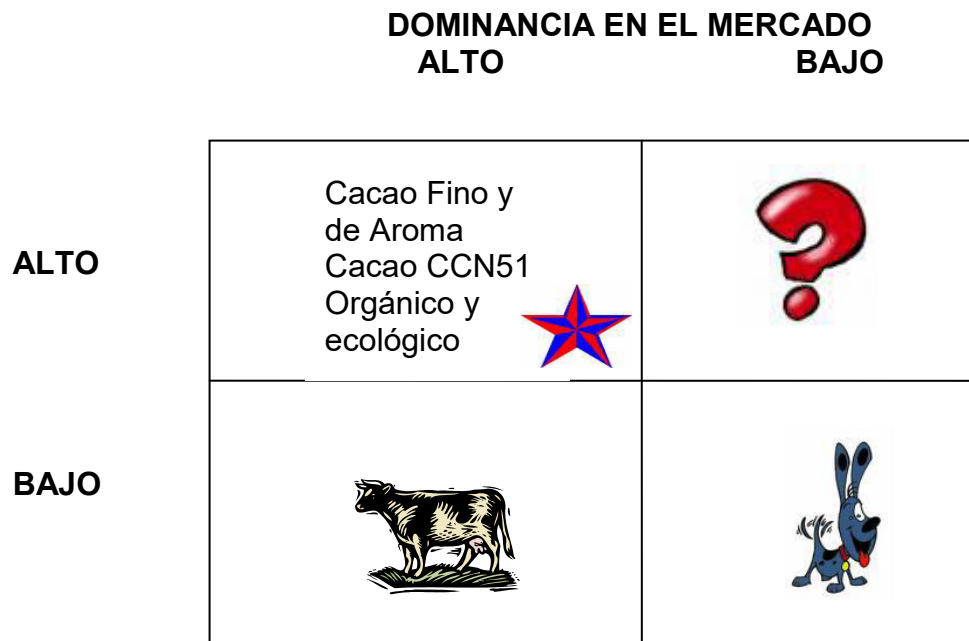 DOMINANCIA EN EL MERCADO
ALTO BAJO
Cacao Fino y
de Aroma
ALTO Cacao CCN51
Orgánico y
ecológico
BAJO